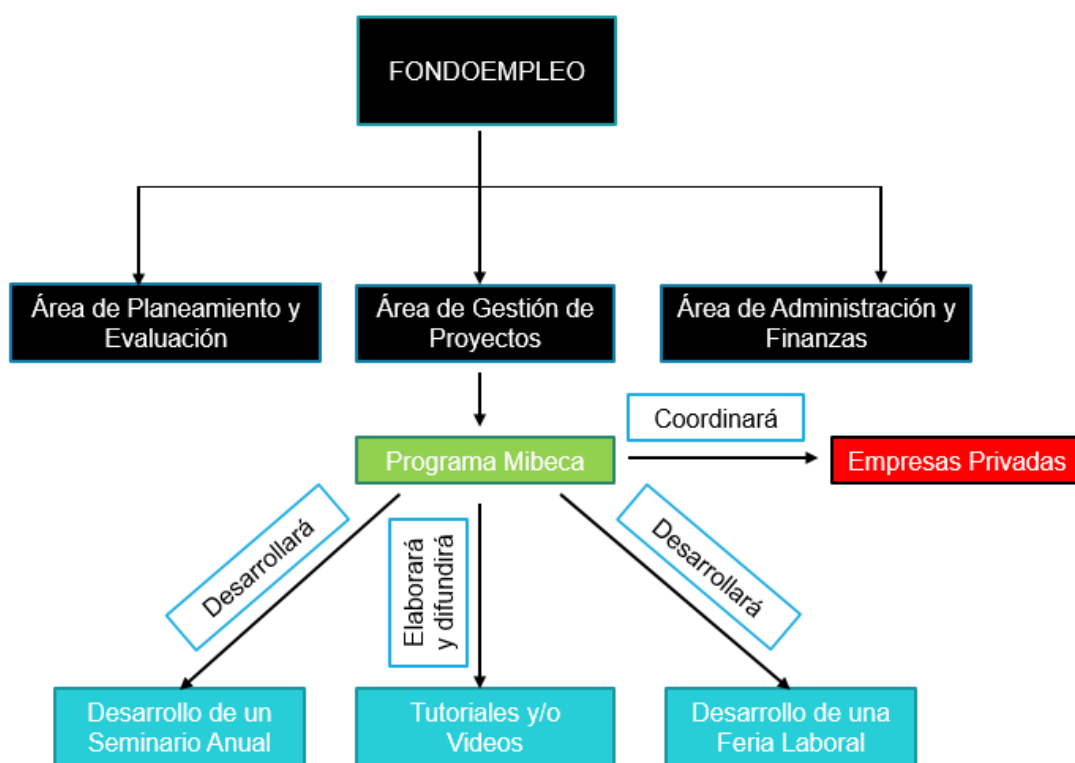 FONDOEMPLEO
Área de Planeamiento y
Evaluación
Área de Gestión de
Proyectos
Área de Administración y
Finanzas
Coordinará
Programa Mibeca
Empresas Privadas
Desarrollará
Elaborará
y difundirá
Desarrollará
Desarrollo de un
Seminario Anual
Tutoriales y/o
Videos
Desarrollo de una
Feria Laboral